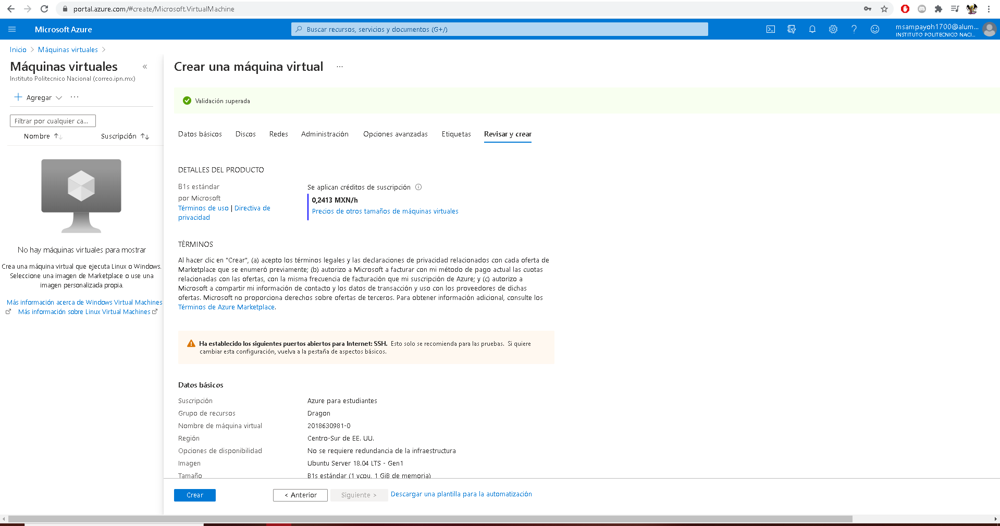 portal.azure.com/#create/Microsoft.VirtualMachine
Microsoft Azure
Buscar recursos, servicios y documentos (G+/)
msampayoh1700@alum...
INSTITUTO POLITECNICO NACI...
Inicio > Máquinas virtuales >
Máquinas virtuales
Instituto Politecnico Nacional (correo.ipn.mx)
Agregar
Filtrar por cualquier ca...
Nombre
Suscripción
No hay máquinas virtuales para mostrar
Crea una máquina virtual que ejecuta Linux o Windows.
Seleccione una imagen de Marketplace o use una
imagen personalizada propia.
Más información acerca de Windows Virtual Machines
Más información sobre Linux Virtual Machines
Crear una máquina virtual ...
Validación superada
Datos básicos Discos Redes Administración Opciones avanzadas Etiquetas Revisar y crear
DETALLES DEL PRODUCTO
B1s estándar
por Microsoft
Términos de uso | Directiva de
privacidad
Se aplican créditos de suscripción
0,2413 MXN/h
Precios de otros tamaños de máquinas virtuales
TÉRMINOS
Al hacer clic en "Crear", (a) acepto los términos legales y las declaraciones de privacidad relacionados con cada oferta de
Marketplace que se enumeró previamente; (b) autorizo a Microsoft a facturar con mi método de pago actual las cuotas
relacionadas con las ofertas, con la misma frecuencia de facturación que mi suscripción de Azure; y (c) autorizo a
Microsoft a compartir mi información de contacto y los datos de transacción y uso con los proveedores de dichas
ofertas. Microsoft no proporciona derechos sobre ofertas de terceros. Para obtener información adicional, consulte los
Términos de Azure Marketplace.
Ha establecido los siguientes puertos abiertos para Internet: SSH. Esto solo se recomienda para las pruebas. Si quiere
cambiar esta configuración, vuelva a la pestaña de aspectos básicos.
Datos básicos
Suscripción Azure para estudiantes
Grupo de recursos Dragon
Nombre de máquina virtual 2018630981-0
Región Centro-Sur de EE. UU.
Opciones de disponibilidad No se requiere redundancia de la infraestructura
Imagen Ubuntu Server 18.04 LTS - Gen1
Tamaño B1s estándar (1 vcpu, 1 GiB de memoria)
Crear
< Anterior
Siguiente >
Descargar una plantilla para la automatización